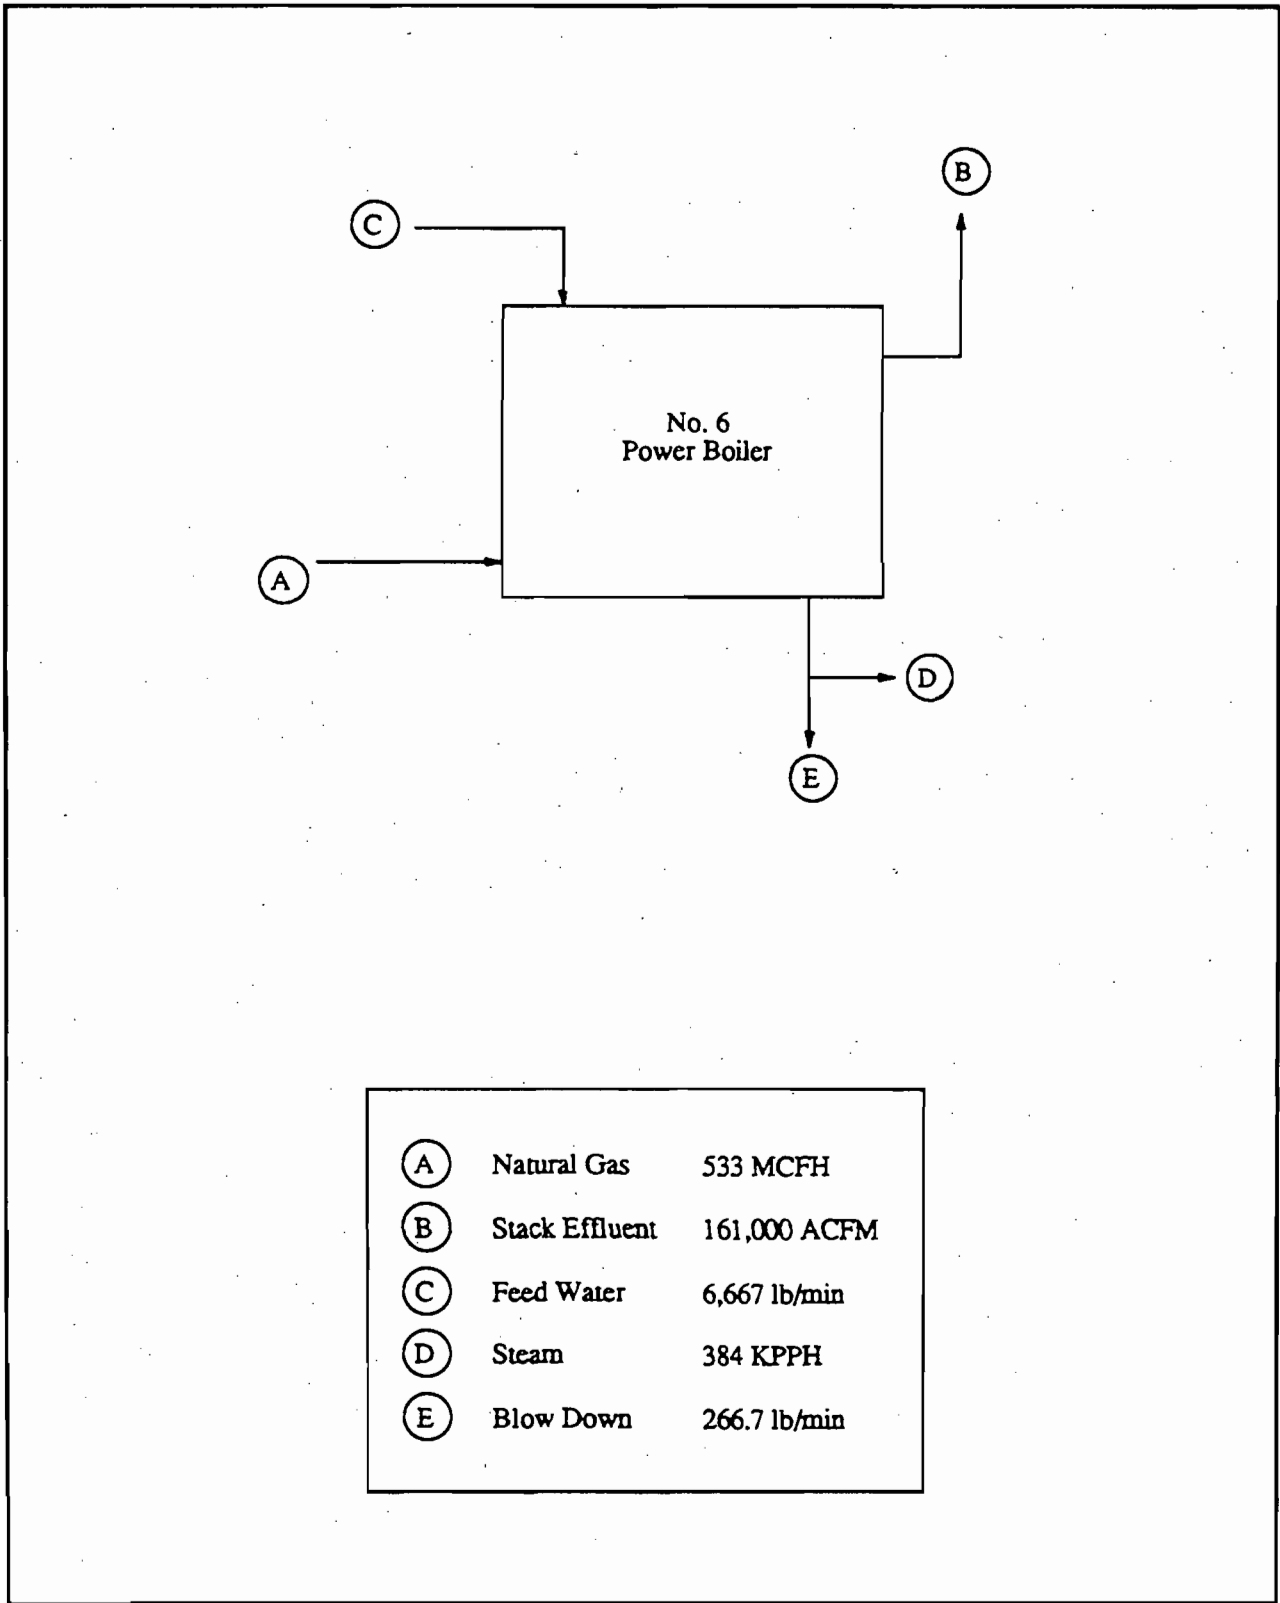 B
C
No. 6
Power Boiler
A
D
E
A Natural Gas 533 MCFH
B Stack Effluent 161,000 ACFM
C Feed Water 6,667 lb/min
D Steam 384 KPPH
E Blow Down 266.7 lb/min